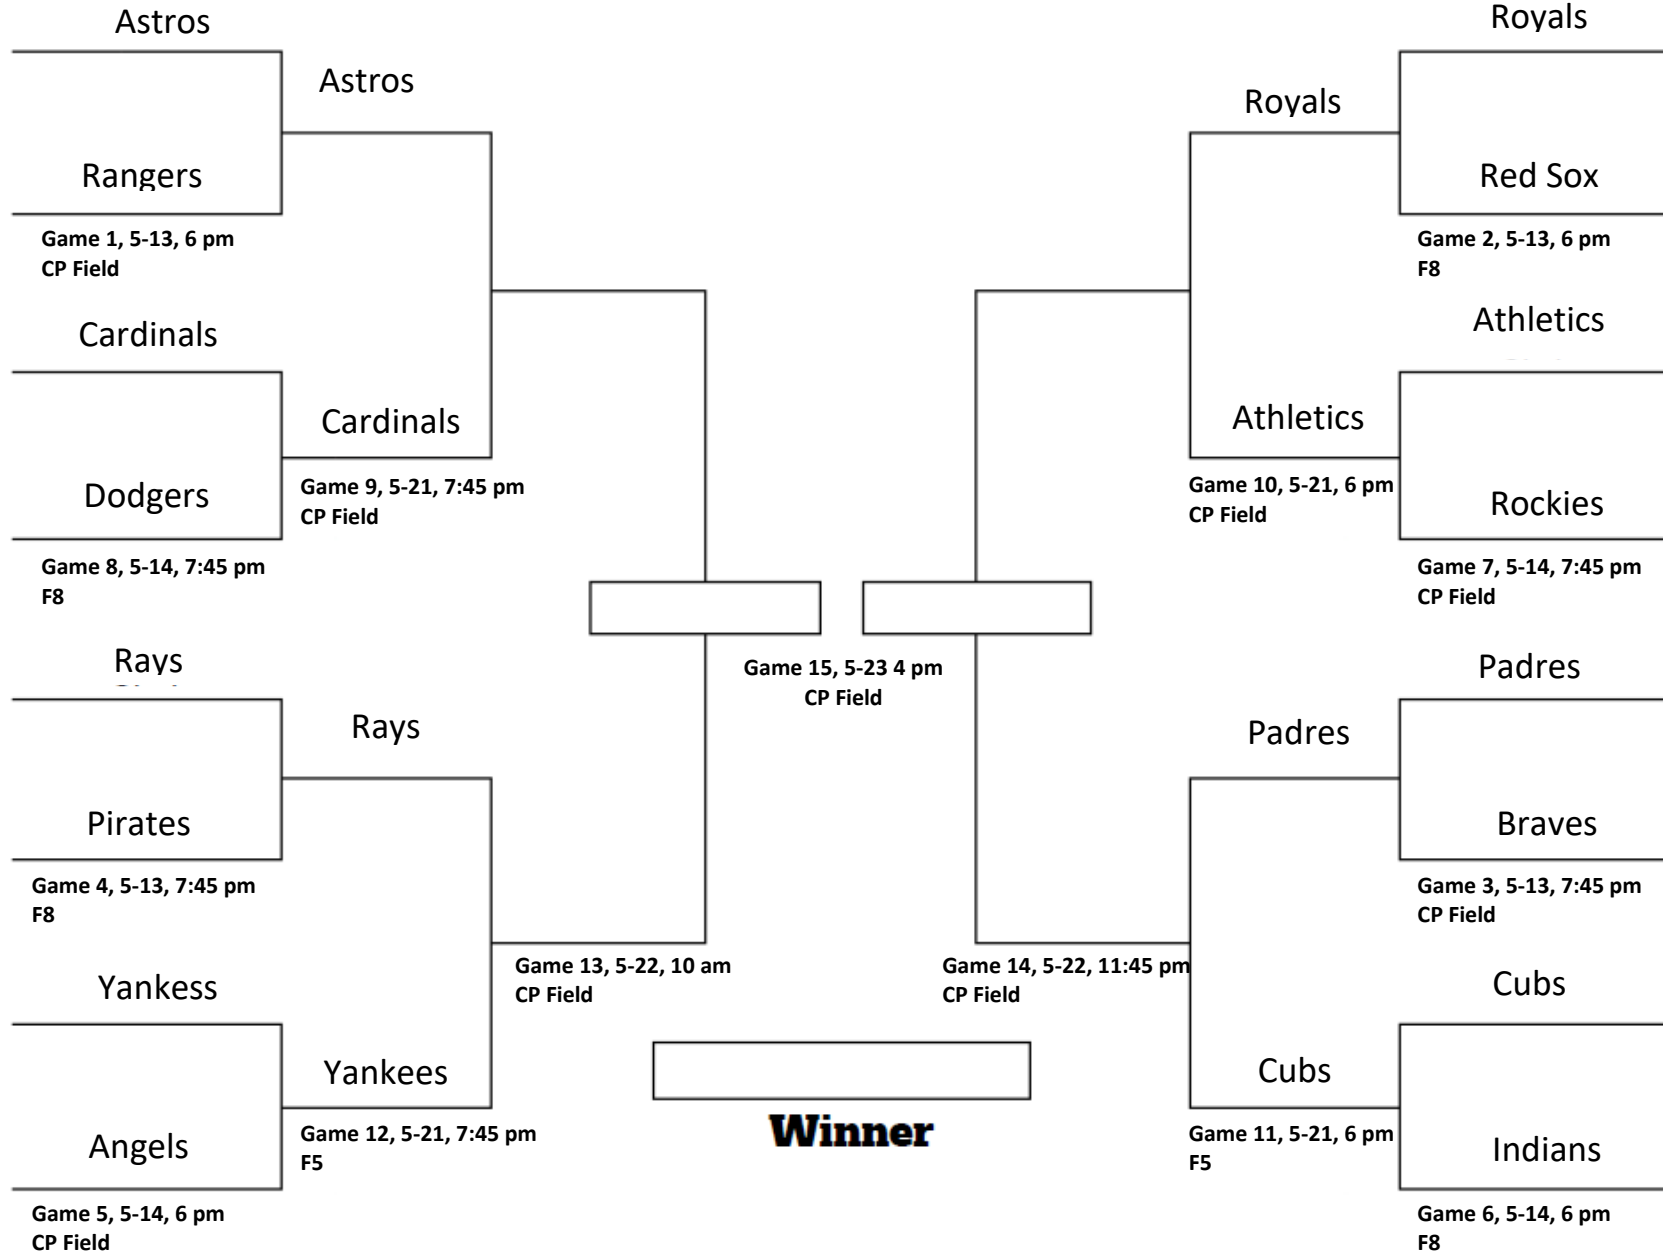 Astros
Astros
Rangers
Game 1, 5-13, 6 pm
CP Field
Cardinals
Cardinals
Dodgers
Game 9, 5-21, 7:45 pm
CP Field
Game 8, 5-14, 7:45 pm
F8
Rays
Rays
Pirates
Game 4, 5-13, 7:45 pm
F8
Yankess
Yankees
Angels
Game 12, 5-21, 7:45 pm
F5
Game 5, 5-14, 6 pm
CP Field
Game 13, 5-22, 10 am
CP Field
Game 15, 5-23 4 pm
CP Field
Winner
Royals
Royals
Red Sox
Game 2, 5-13, 6 pm
F8
Athletics
Athletics
Game 10, 5-21, 6 pm
CP Field
Rockies
Game 7, 5-14, 7:45 pm
CP Field
Padres
Padres
Braves
Game 3, 5-13, 7:45 pm
CP Field
Game 14, 5-22, 11:45 pm
CP Field
Cubs
Cubs
Game 11, 5-21, 6 pm
F5
Indians
Game 6, 5-14, 6 pm
F8